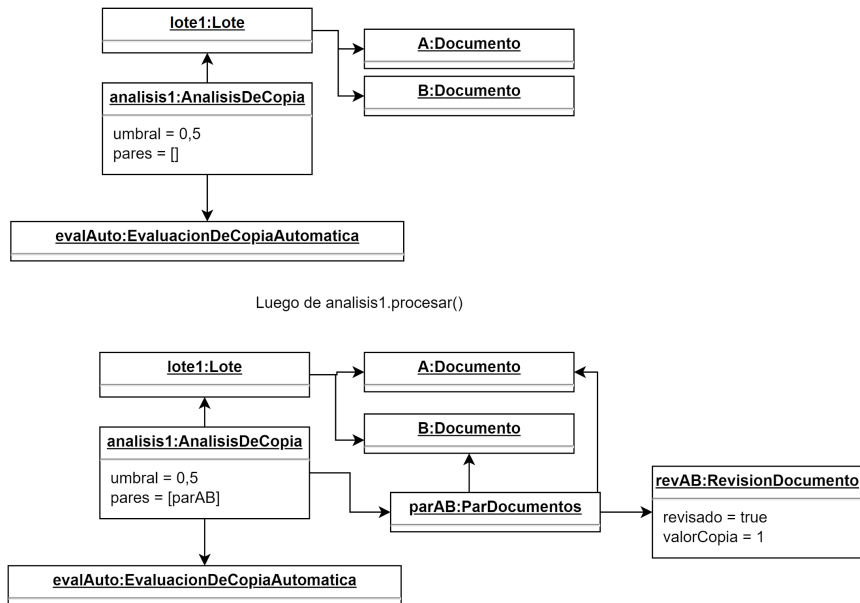 lote1:Lote
A:Documento
B:Documento
analisis1:AnalisisDeCopia
umbral = 0,5
pares = []
evalAuto:EvaluacionDeCopiaAutomatica
Luego de analisis1.procesar()
lote1:Lote
A:Documento
B:Documento
analisis1:AnalisisDeCopia
umbral = 0,5
pares = [parAB]
parAB:ParDocumentos
revAB:RevisionDocumento
revisado = true
valorCopia = 1
evalAuto:EvaluacionDeCopiaAutomatica